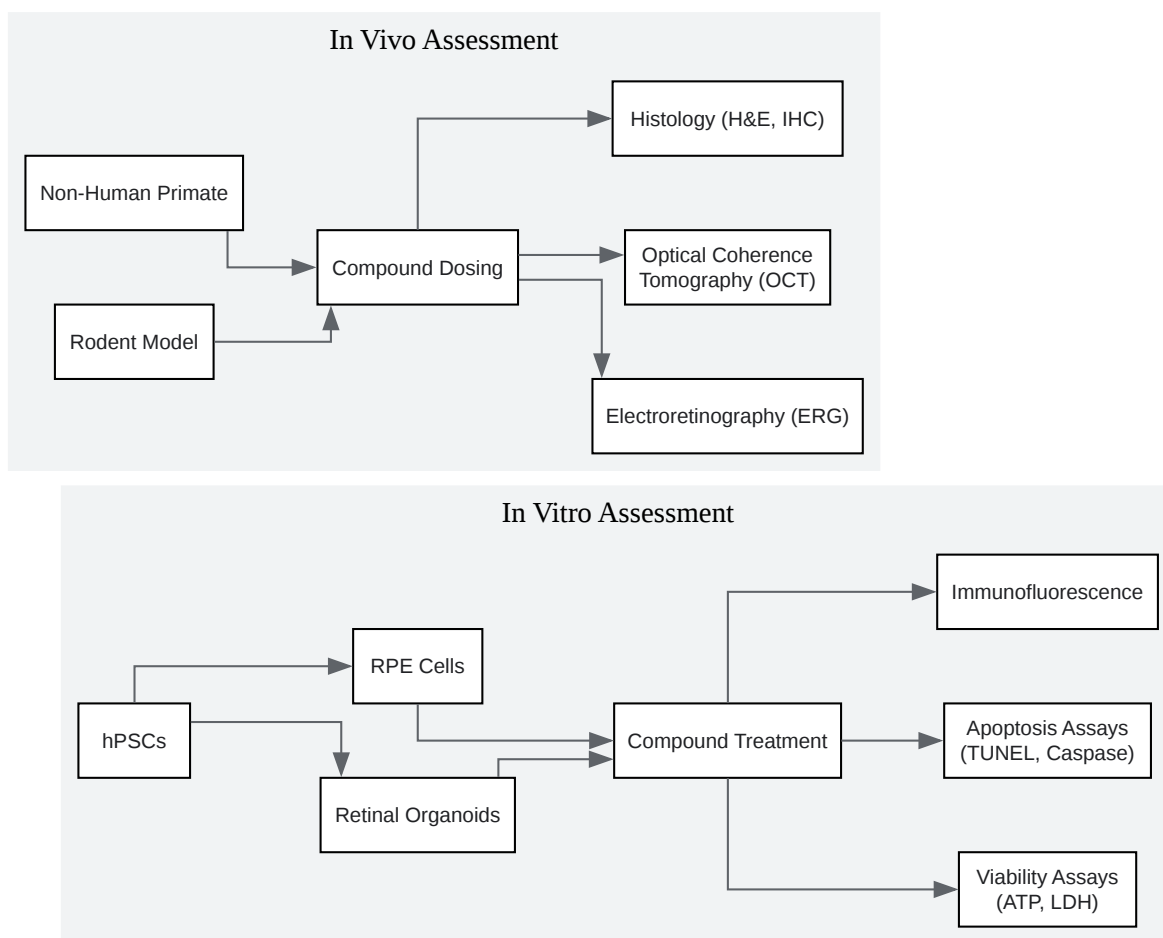 In Vivo Assessment
Histology (H&E, IHC)
Non-Human Primate
Compound Dosing
Optical Coherence
Tomography (OCT)
Rodent Model
Electroretinography (ERG)
In Vitro Assessment
Immunofluorescence
RPE Cells
hPSCs
Compound Treatment
Apoptosis Assays
(TUNEL, Caspase)
Retinal Organoids
Viability Assays
(ATP, LDH)